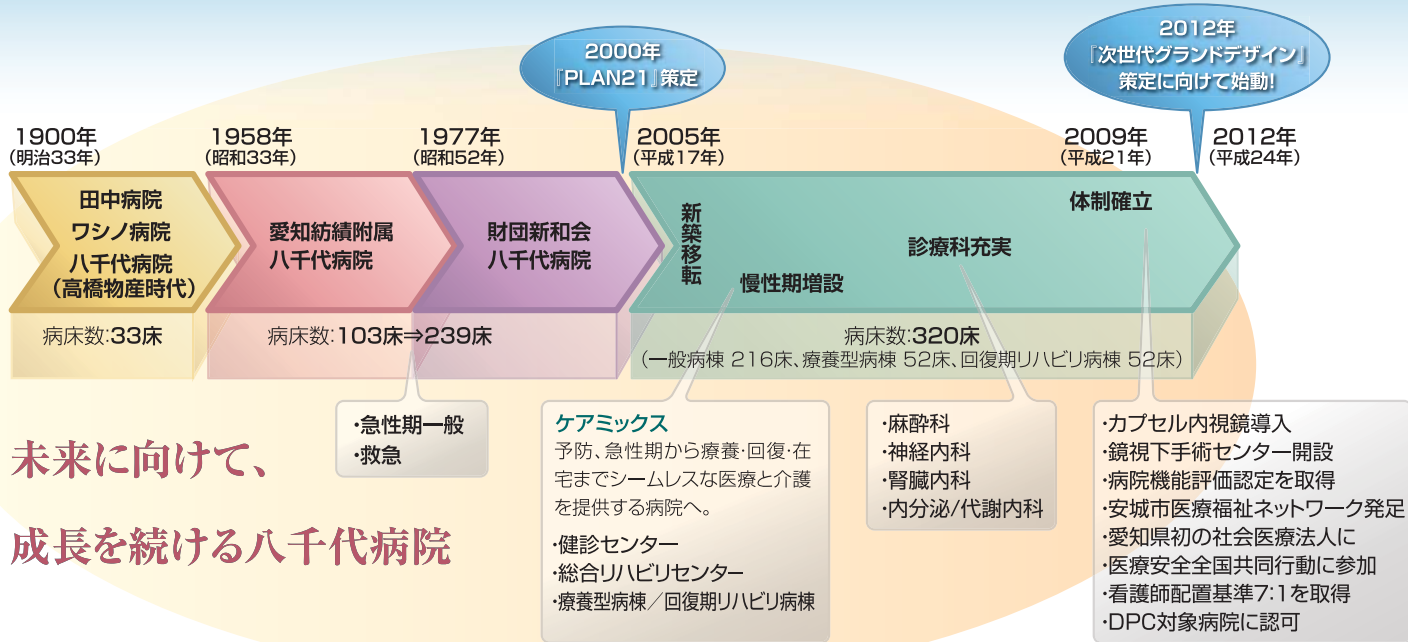 2000年
『PLAN21』策定
2012年
『次世代グランドデザイン』
策定に向けて始動!
1900年
(明治33年)
1958年
(昭和33年)
1977年
(昭和52年)
2005年
(平成17年)
2009年
(平成21年)
2012年
(平成24年)
田中病院
ワシノ病院
八千代病院
(高橋物産時代)
愛知紡績附属
八千代病院
財団新和会
八千代病院
新築移転
慢性期増設
診療科充実
体制確立
病床数:33床
病床数:103床⇒239床
病床数:320床
(一般病棟 216床、療養型病棟 52床、回復期リハビリ病棟 52床)
・急性期一般
・救急
ケアミックス
予防、急性期から療養・回復・在
宅までシームレスな医療と介護
を提供する病院へ。
・健診センター
・総合リハビリセンター
・療養型病棟／回復期リハビリ病棟
・麻酔科
・神経内科
・腎臓内科
・内分泌/代謝内科
・カプセル内視鏡導入
・鏡視下手術センター開設
・病院機能評価認定を取得
・安城市医療福祉ネットワーク発足
・愛知県初の社会医療法人に
・医療安全全国共同行動に参加
・看護師配置基準7:1を取得
・DPC対象病院に認可
未来に向けて、
成長を続ける八千代病院